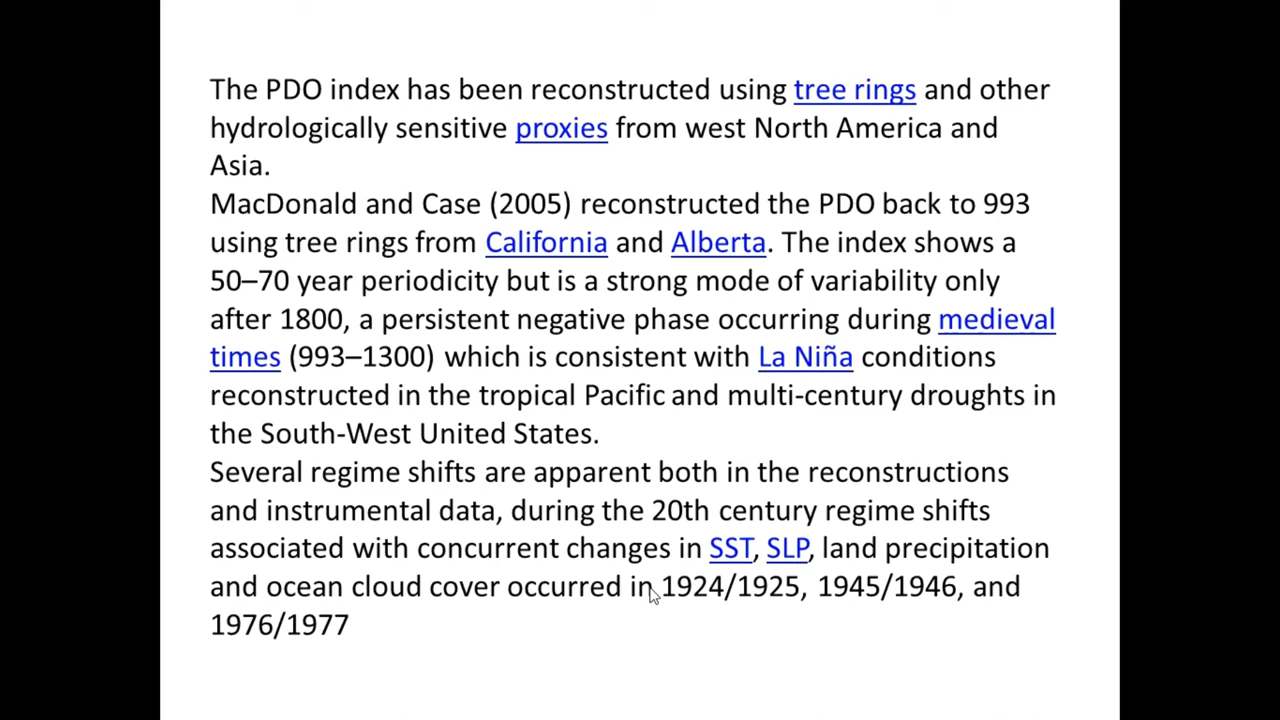 The PDO index has been reconstructed using tree rings and other
hydrologically sensitive proxies from west North America and
Asia.
MacDonald and Case (2005) reconstructed the PDO back to 993
using tree rings from California and Alberta. The index shows a
50–70 year periodicity but is a strong mode of variability only
after 1800, a persistent negative phase occurring during medieval
times (993–1300) which is consistent with La Niña conditions
reconstructed in the tropical Pacific and multi-century droughts in
the South-West United States.
Several regime shifts are apparent both in the reconstructions
and instrumental data, during the 20th century regime shifts
associated with concurrent changes in SST, SLP, land precipitation
and ocean cloud cover occurred in 1924/1925, 1945/1946, and
1976/1977